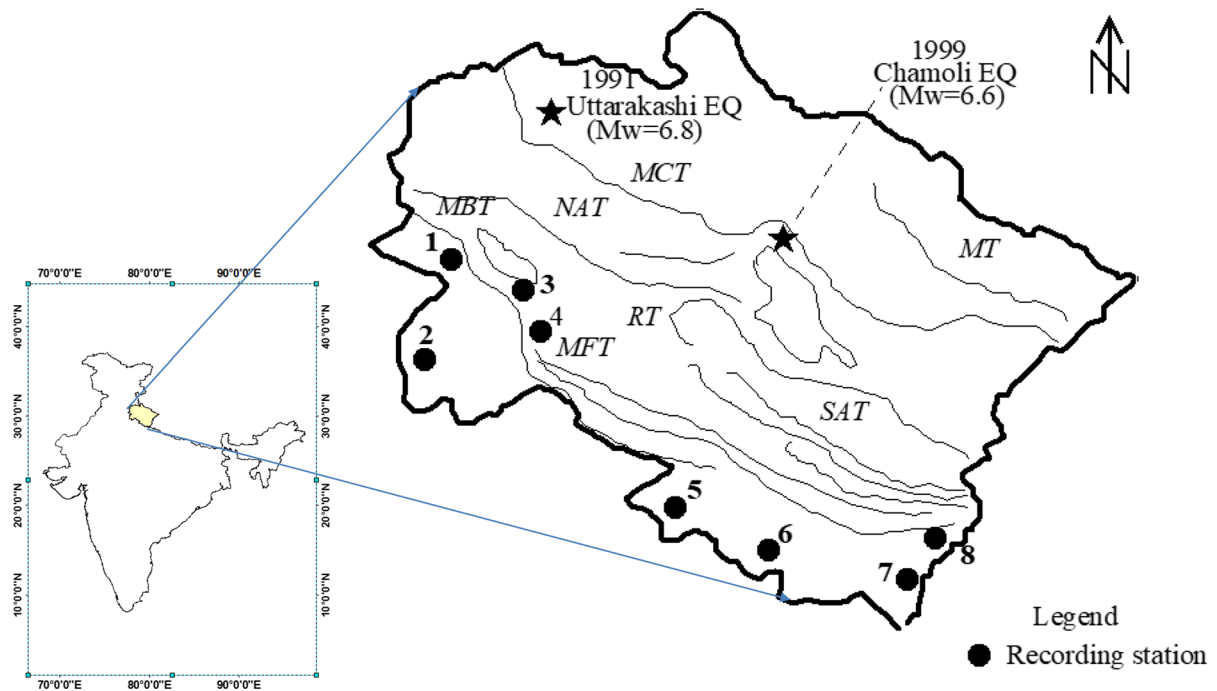 1999
Chamoli EQ
(Mw=6.6)
N
1991
Uttarakashi EQ
(Mw=6.8)
MCT
MBT
NAT
MT
1
3
4
2
RT
MFT
SAT
5
6
7
8
70°0'0"E
80°0'0"E
90°0'0"E
40°0'0"N
40°0'0"N
30°0'0"N
30°0'0"N
20°0'0"N
20°0'0"N
10°0'0"N
10°0'0"N
70°0'0"E
80°0'0"E
90°0'0"E
Legend
Recording station